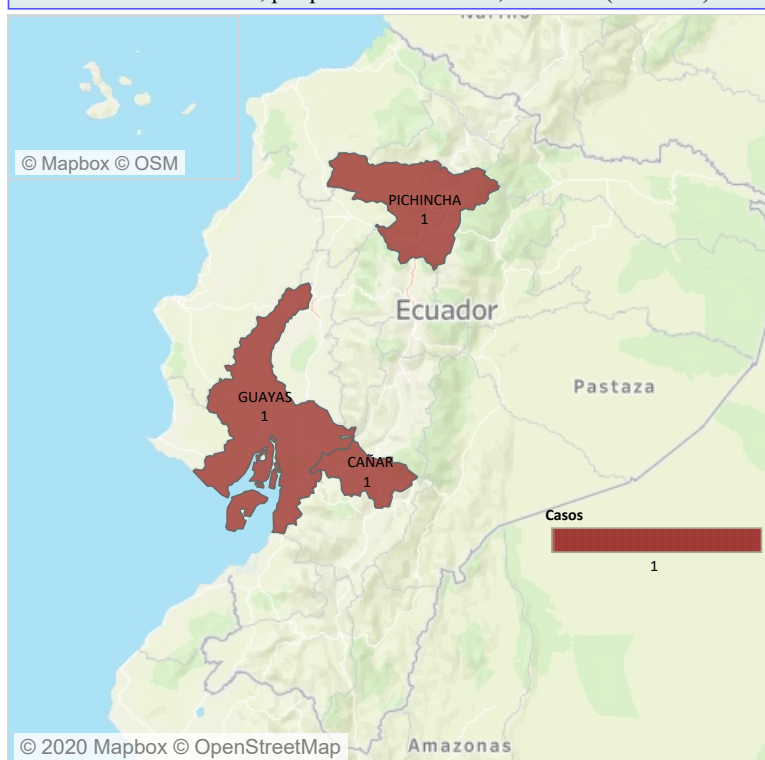 © Mapbox © OSM
PICHINCHA
1
Ecuador
Pastaza
GUAYAS
1
CAÑAR
1
Casos
1
© 2020 Mapbox © OpenStreetMap
Amazonas